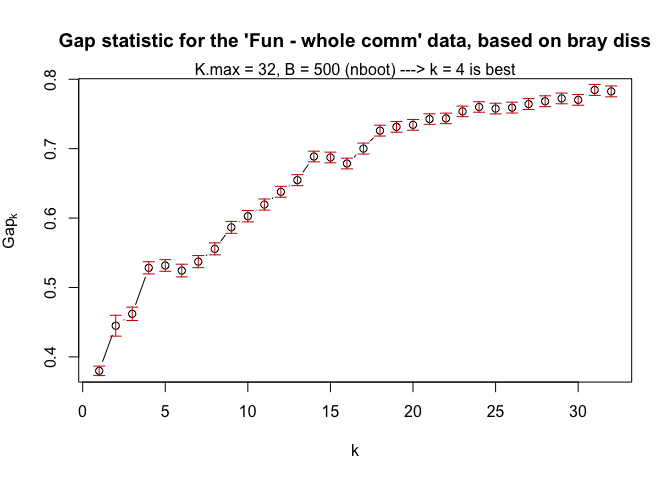 Gap statistic for the 'Fun - whole comm' data, based on bray diss
K.max = 32, B = 500 (nboot) ---> k = 4 is best
0.8
0.7
0.6
0.5
0.4
Gapₖ
0 5 10 15 20 25 30
k